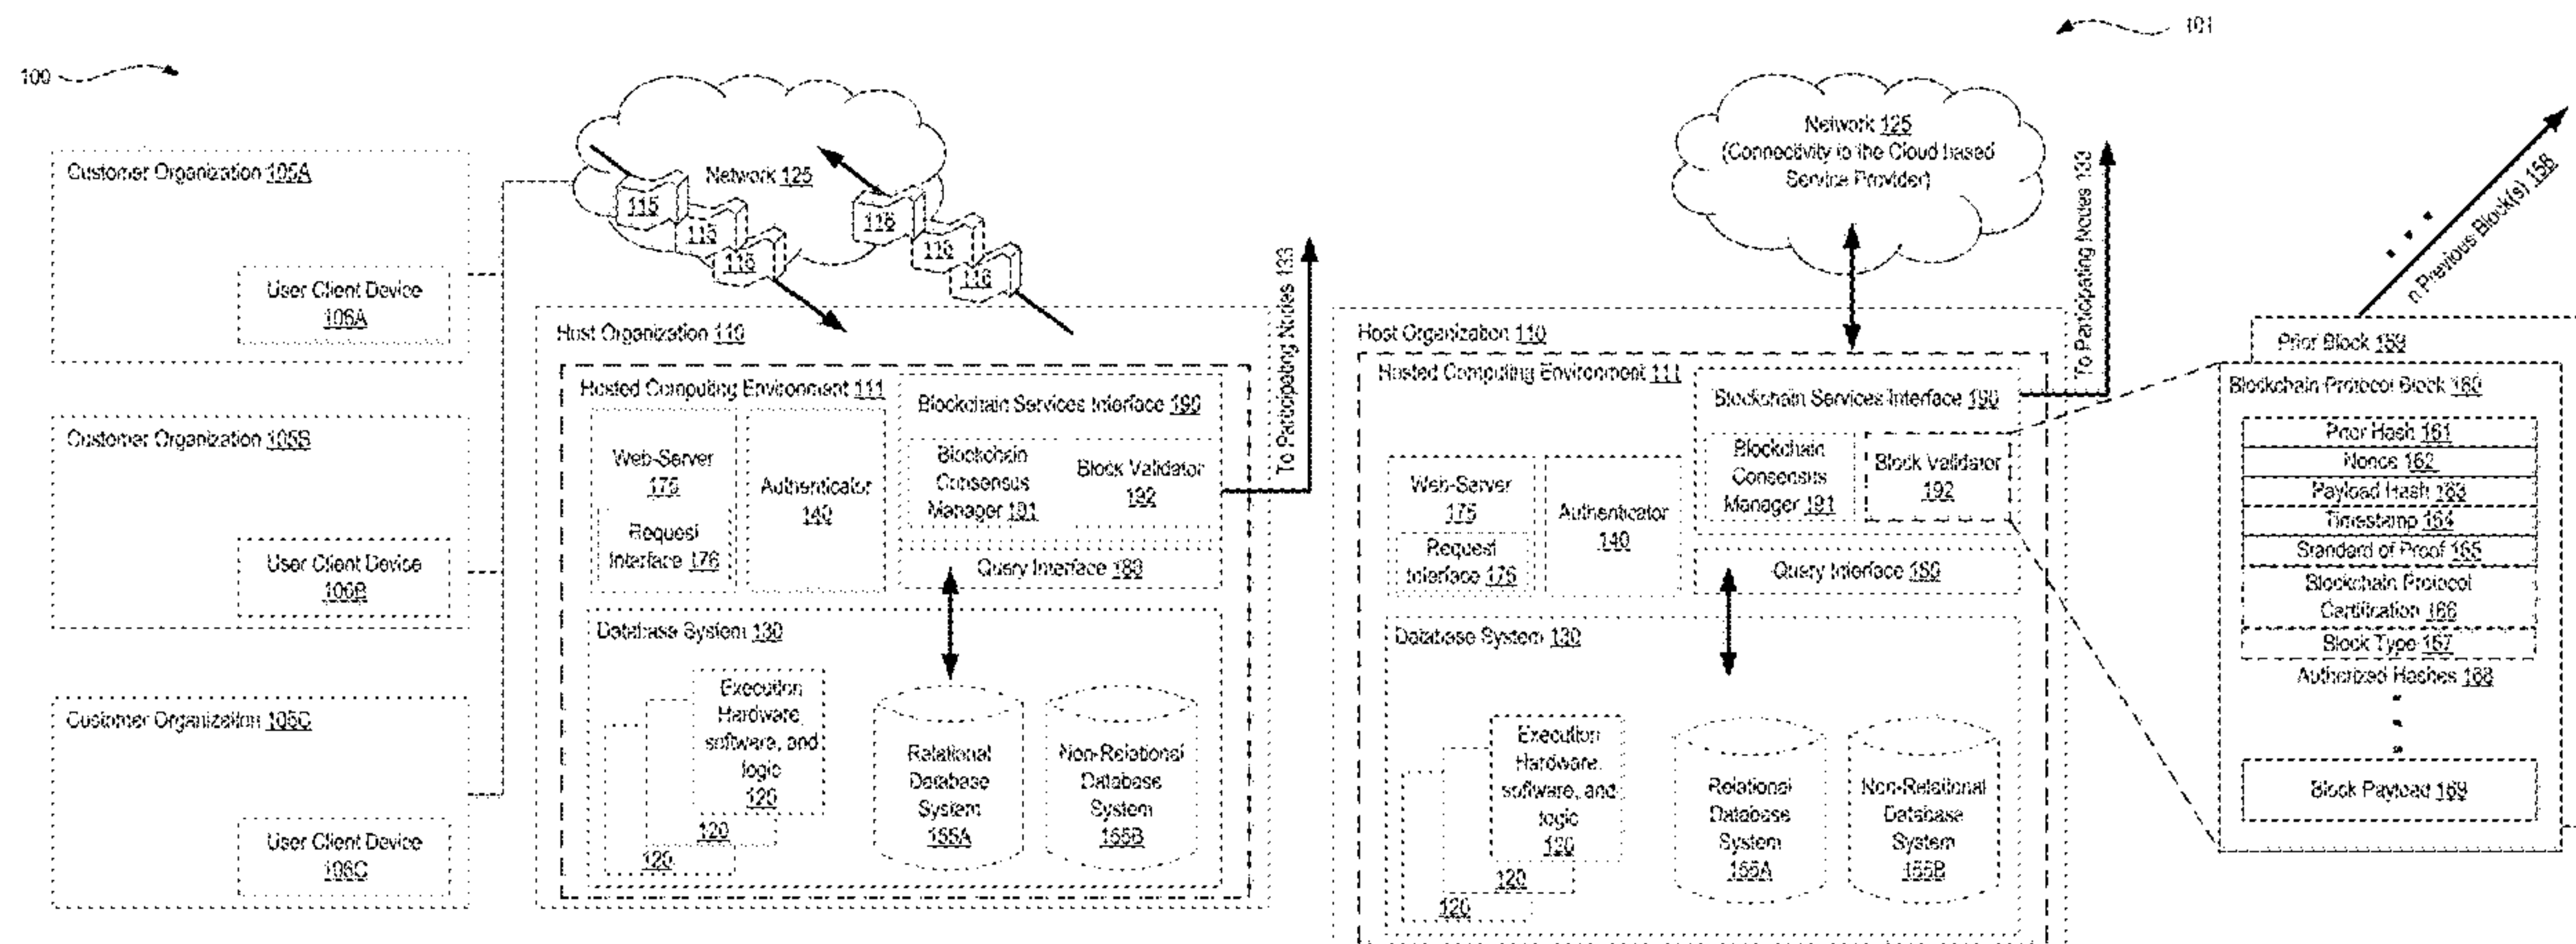 100
Customer Organization 105A
User Client Device
106A
Customer Organization 105B
User Client Device
106B
Customer Organization 105C
User Client Device
106C
Network 125
115
115
115
116
116
116
Host Organization 110
To Participating Nodes 133
Hosted Computing Environment 111
Web-Server
175
Request
Interface 176
Authenticator
140
Blockchain Services Interface 190
Blockchain
Consensus
Manager 191
Block Validator
192
Query Interface 180
Database System 130
Execution
Hardware,
software, and
logic
120
120
120
Relational
Database
System
155A
Non-Relational
Database
System
155B
101
Network 125
(Connectivity to the Cloud based
Service Provider)
To Participating Nodes 133
Host Organization 110
Hosted Computing Environment 111
Web-Server
175
Request
Interface 176
Authenticator
140
Blockchain Services Interface 190
Blockchain
Consensus
Manager 191
Block Validator
192
Query Interface 180
Database System 130
Execution
Hardware,
software, and
logic
120
120
120
Relational
Database
System
155A
Non-Relational
Database
System
155B
n Previous Block(s) 158
Prior Block 159
Blockchain Protocol Block 160
Prior Hash 161
Nonce 162
Payload Hash 163
Timestamp 164
Standard of Proof 165
Blockchain Protocol
Certification 166
Block Type 167
Authorized Hashes 168
Block Payload 169